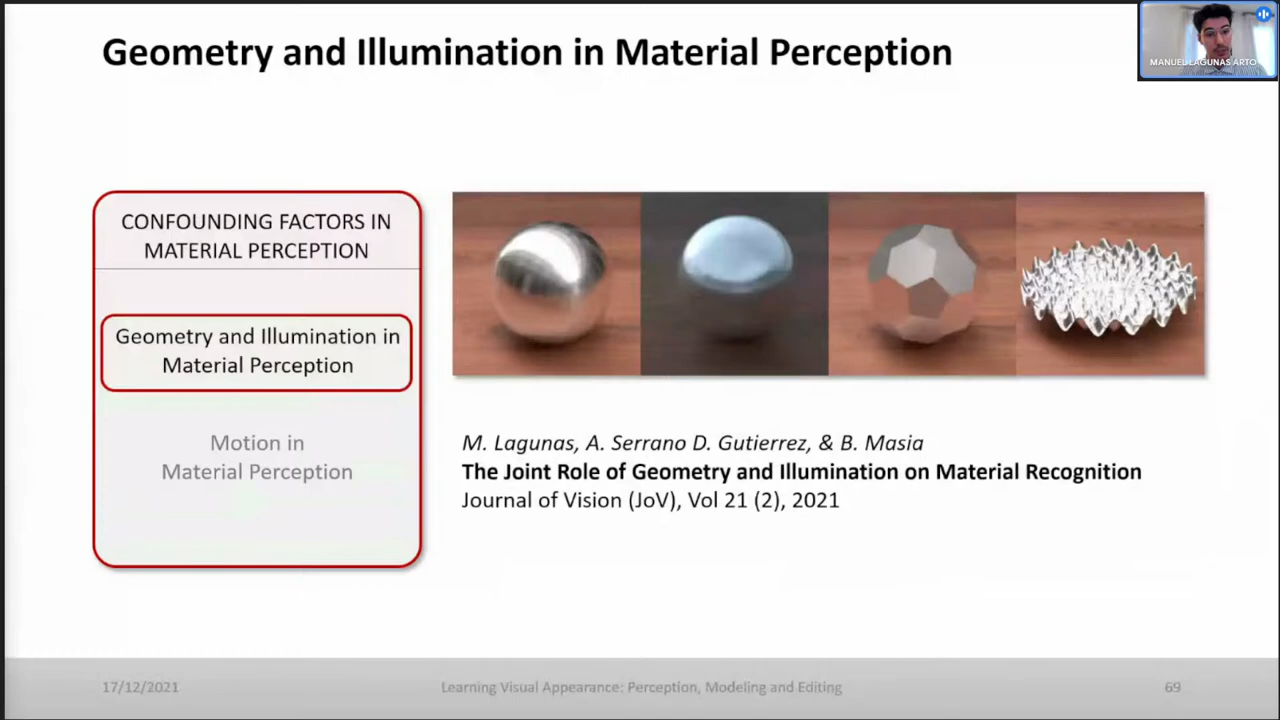 Geometry and Illumination in Material Perception
MANUEL LAGUNAS ARTO
CONFOUNDING FACTORS IN
MATERIAL PERCEPTION
Geometry and Illumination in
Material Perception
Motion in
Material Perception
M. Lagunas, A. Serrano D. Gutierrez, & B. Masia
The Joint Role of Geometry and Illumination on Material Recognition
Journal of Vision (JoV), Vol 21 (2), 2021
17/12/2021
Learning Visual Appearance: Perception, Modeling and Editing
69